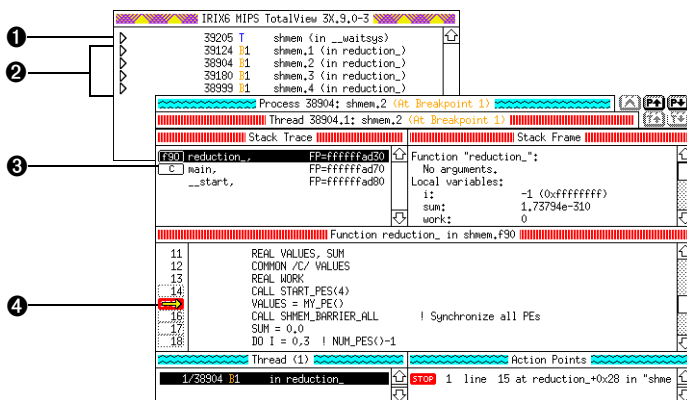 IRIX6 MIPS TotalView 3X.9.0-3
❶ 39205 T shmem (in __waitsys)
❷ 39124 B1 shmem.1 (in reduction_)
38904 B1 shmem.2 (in reduction_)
39180 B1 shmem.3 (in reduction_)
38999 B1 shmem.4 (in reduction_)
Process 38904: shmem.2 (At Breakpoint 1)
P+ P+
Thread 38904.1: shmem.2 (At Breakpoint 1)
T+ T+
Stack Trace
❸
f90 reduction_, FP=ffffffad30
C main, FP=ffffffad70
__start, FP=ffffffad80
Stack Frame
Function "reduction_":
No arguments.
Local variables:
i: -1 (0xffffffff)
sum: 1.73794e-310
work: 0
Function reduction_ in shmem.f90
11 REAL VALUES, SUM
12 COMMON /C/ VALUES
13 REAL WORK
14 CALL START_PES(4)
❹ VALUES = MY_PE()
16 CALL SHMEM_BARRIER_ALL ! Synchronize all PEs
17 SUM = 0.0
18 DO I = 0,3 ! NUM_PES()-1
Thread (1)
1/38904 B1 in reduction_
Action Points
STOP 1 line 15 at reduction_+0x28 in "shme